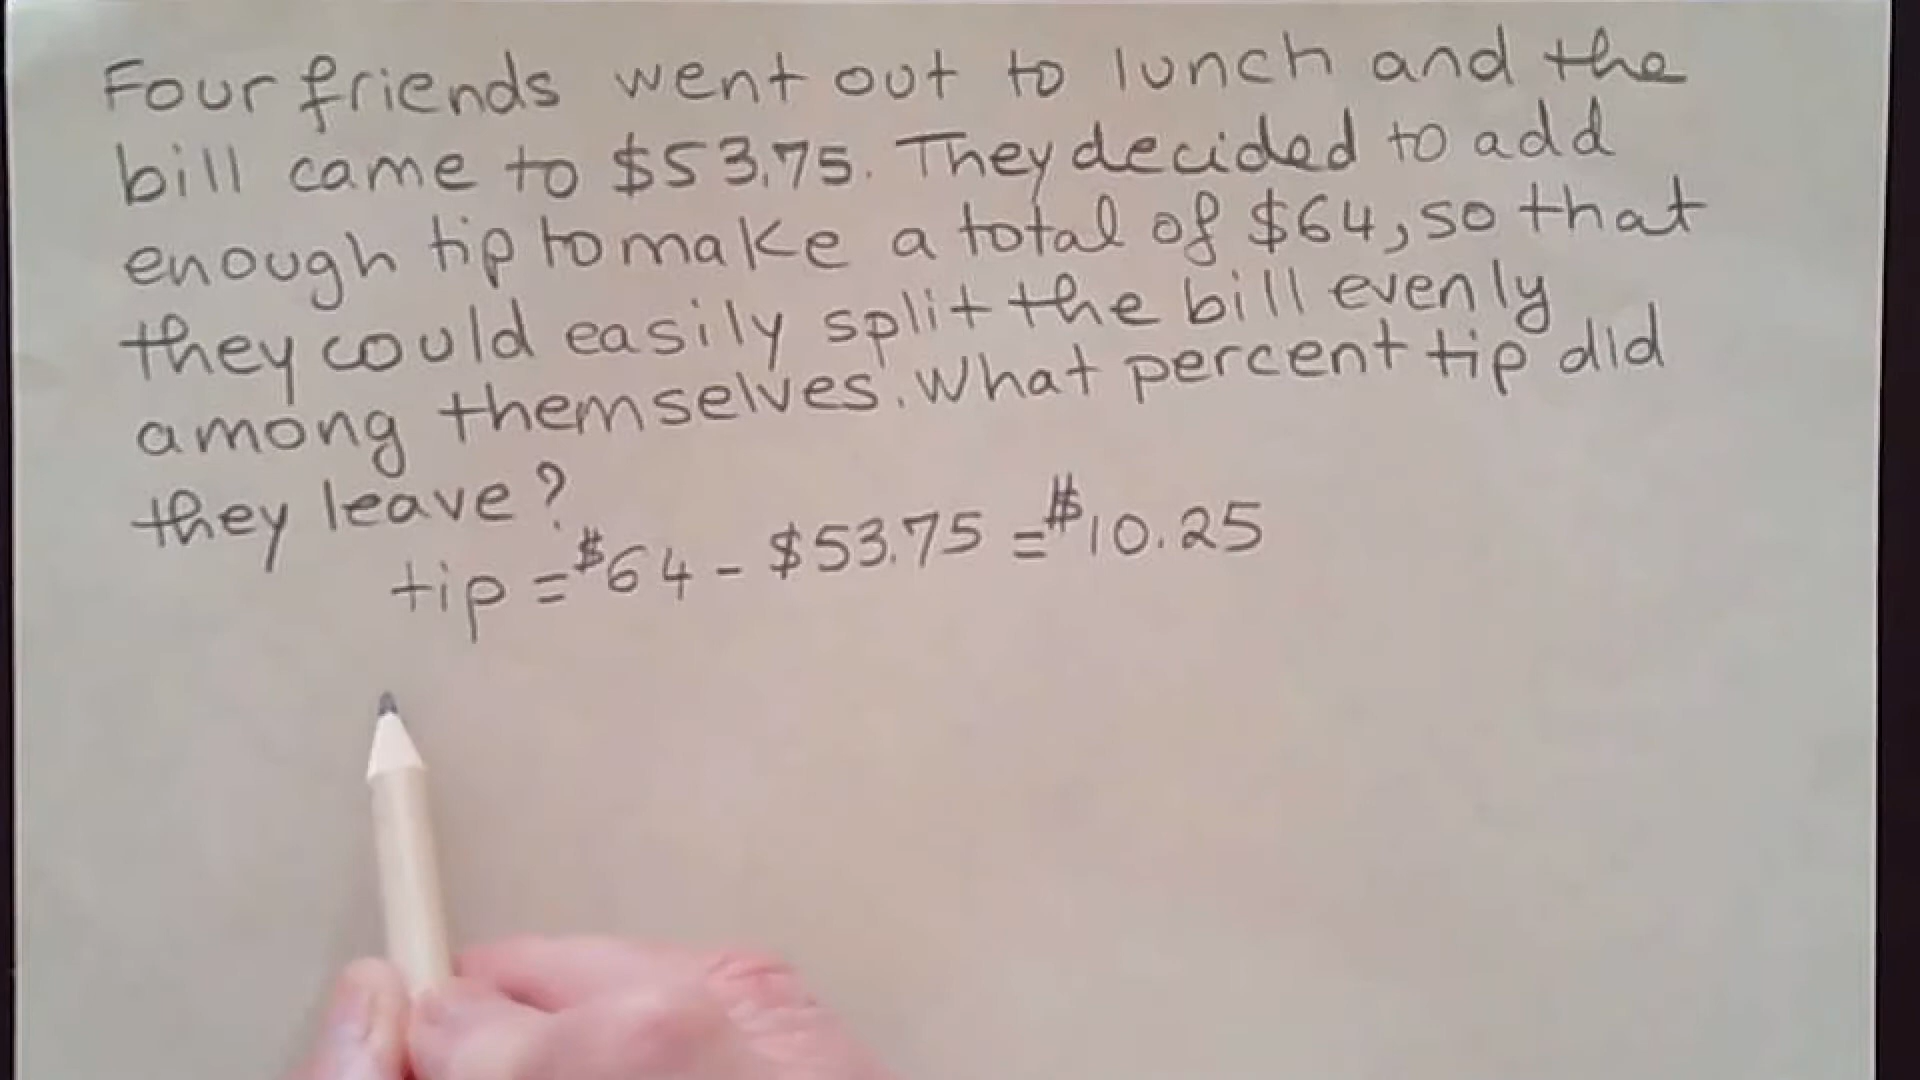 Four friends went out to lunch and the
bill came to $53.75. They decided to add
enough tip to make a total of $64, so that
they could easily split the bill evenly
among themselves. What percent tip did
they leave?
tip = $64 - $53.75 = $10.25